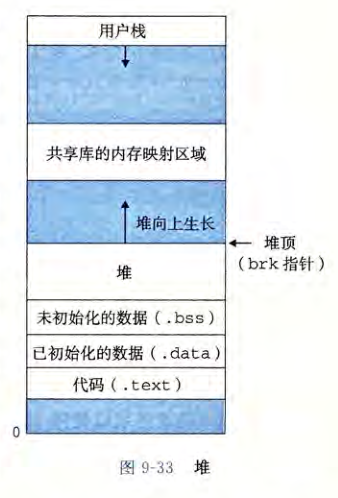 用户栈
共享库的内存映射区域
堆向上生长
堆顶
(brk 指针)
堆
未初始化的数据(.bss)
已初始化的数据(.data)
代码(.text)
0
图 9-33 堆